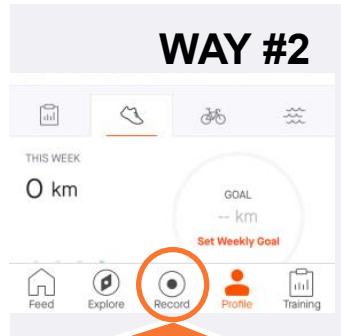 WAY #2
THIS WEEK
0 km
GOAL
-- km
Set Weekly Goal
Feed Explore Record Profile Training